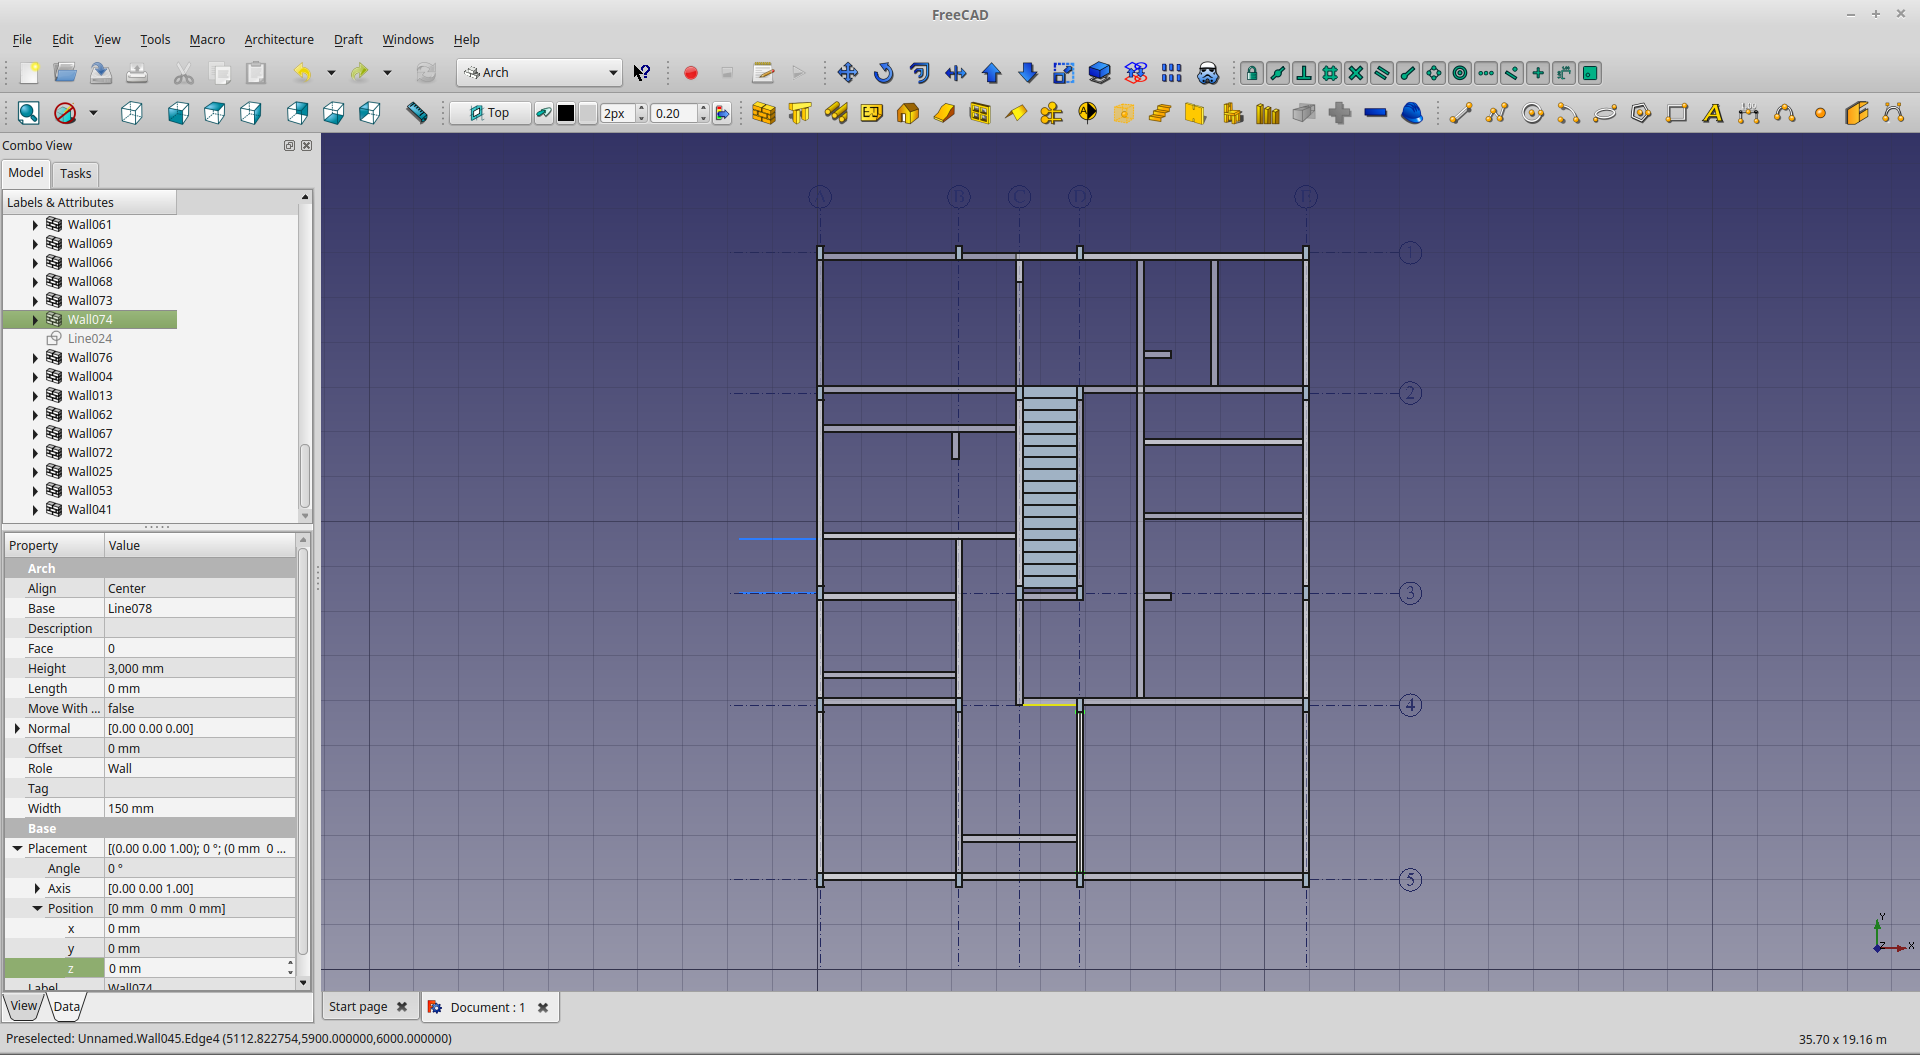 FreeCAD
File Edit View Tools Macro Architecture Draft Windows Help
Arch
Top 2px 0.20
Combo View
Model Tasks
Labels & Attributes
Wall061
Wall069
Wall066
Wall068
Wall073
Wall074
Line024
Wall076
Wall004
Wall013
Wall062
Wall067
Wall072
Wall025
Wall053
Wall041
Property Value
Arch
Align Center
Base Line078
Description
Face 0
Height 3,000 mm
Length 0 mm
Move With ... false
Normal [0.00 0.00 0.00]
Offset 0 mm
Role Wall
Tag
Width 150 mm
Base
Placement [(0.00 0.00 1.00); 0 °; (0 mm 0 ...
Angle 0 °
Axis [0.00 0.00 1.00]
Position [0 mm 0 mm 0 mm]
x 0 mm
y 0 mm
z 0 mm
Label Wall074
View Data
A B C D E
1
2
3
4
5
Y
Z X
Start page Document : 1
Preselected: Unnamed.Wall045.Edge4 (5112.822754,5900.000000,6000.000000)
35.70 x 19.16 m